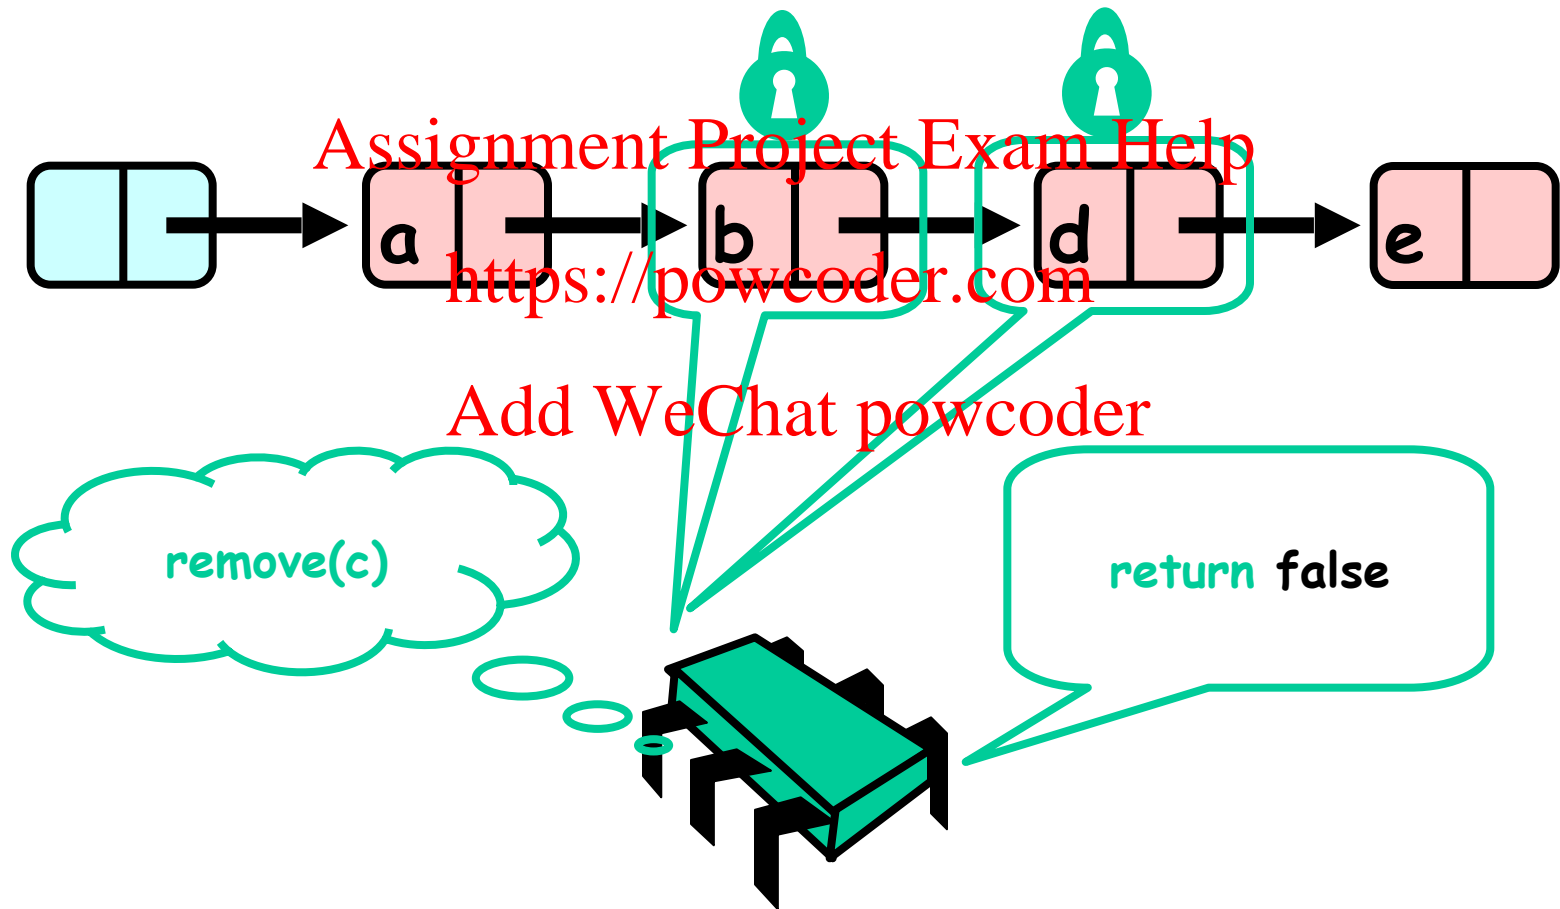 Assignment Project Exam Help
a b d e
https://powcoder.com
Add WeChat powcoder
remove(c)
return false